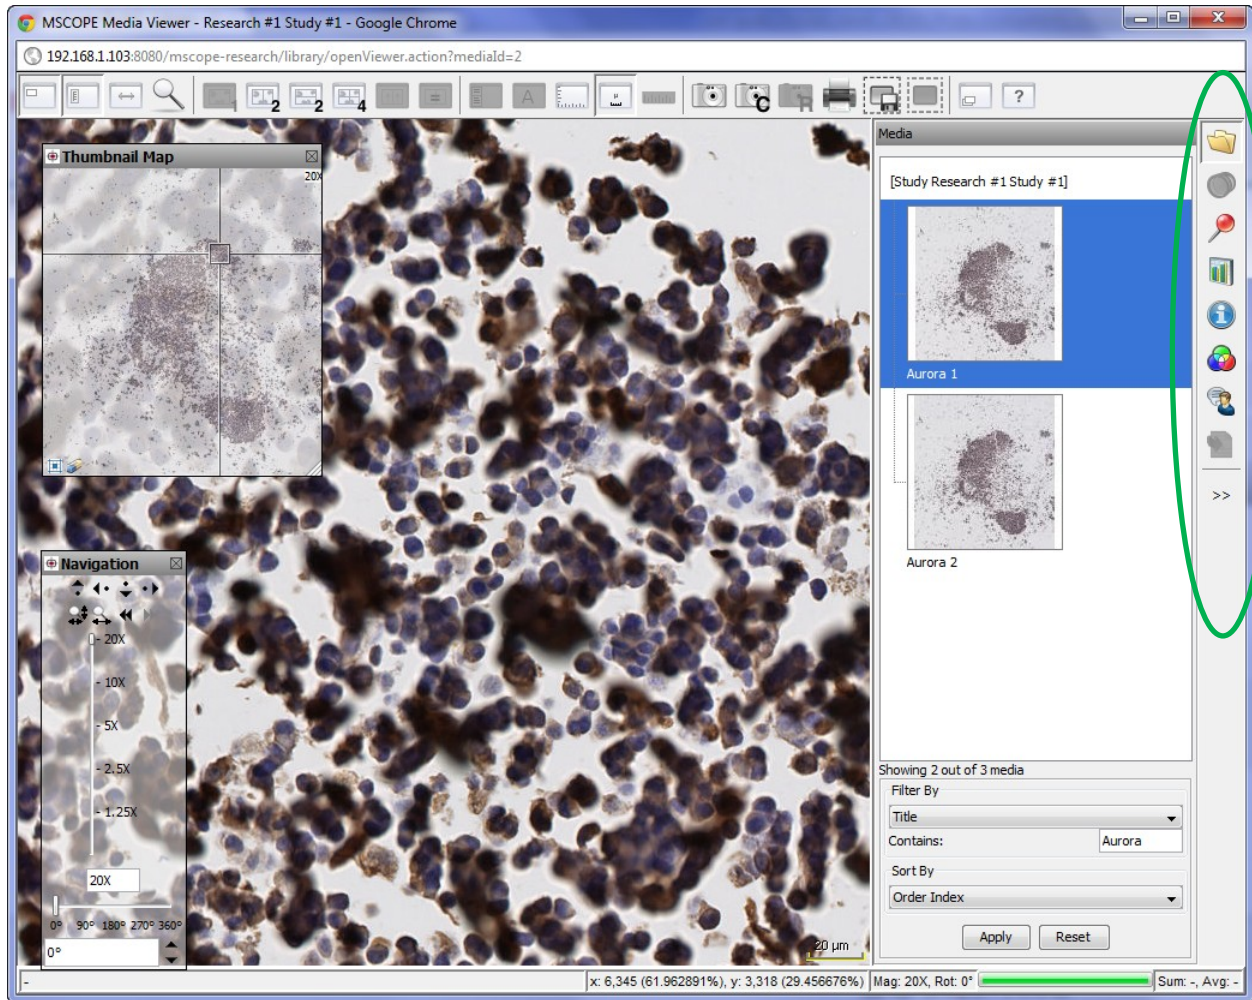 MSCOPE Media Viewer - Research #1 Study #1 - Google Chrome
192.168.1.103:8080/mscope-research/library/openViewer.action?mediaId=2
1
2
2
4
=
A
µ
C
R
?
Thumbnail Map
20X
Navigation
- 20X
- 10X
- 5X
- 2.5X
- 1.25X
20X
0° 90° 180° 270° 360°
0°
20 µm
Media
[Study Research #1 Study #1]
Aurora 1
Aurora 2
Showing 2 out of 3 media
Filter By
Title
Contains: Aurora
Sort By
Order Index
Apply Reset
i
>>
- x: 6,345 (61.962891%), y: 3,318 (29.456676%) Mag: 20X, Rot: 0° Sum: -, Avg: -